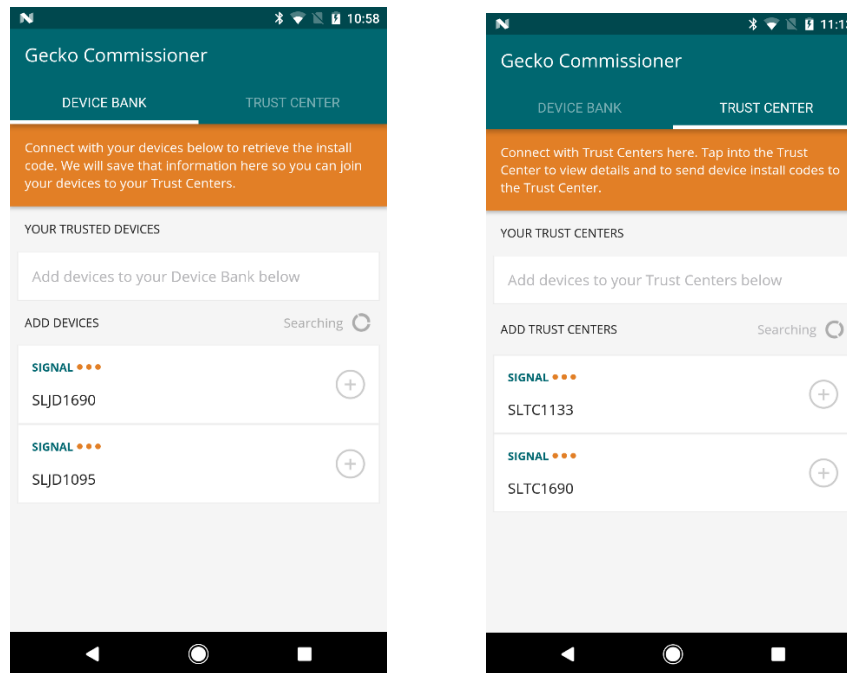 10:58
Gecko Commissioner
DEVICE BANK TRUST CENTER
Connect with your devices below to retrieve the install
code. We will save that information here so you can join
your devices to your Trust Centers.
YOUR TRUSTED DEVICES
Add devices to your Device Bank below
ADD DEVICES Searching
SIGNAL
SLJD1690
SIGNAL
SLJD1095
Gecko Commissioner
DEVICE BANK TRUST CENTER
Connect with Trust Centers here. Tap into the Trust
Center to view details and to send device install codes to
the Trust Center.
YOUR TRUST CENTERS
Add devices to your Trust Centers below
ADD TRUST CENTERS Searching
SIGNAL
SLTC1133
SIGNAL
SLTC1690